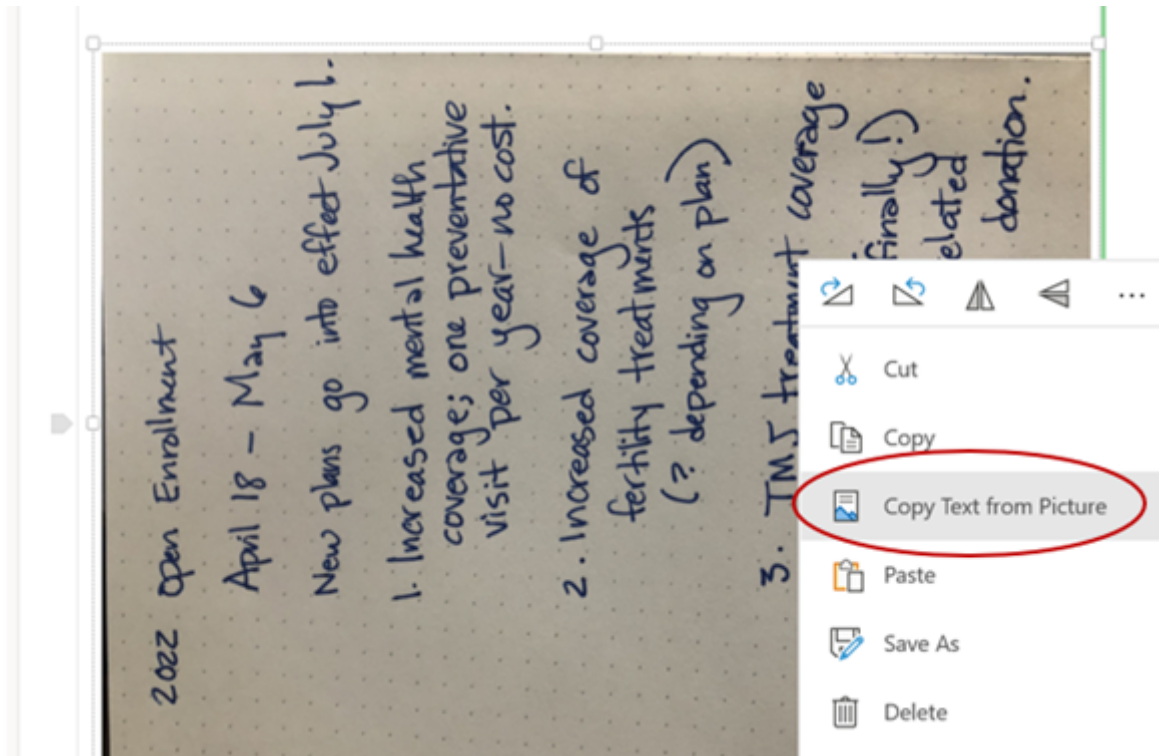 2022 Open Enrollment
April 18 – May 6
New plans go into effect July 1.
1. Increased mental health
coverage; one preventative
visit per year – no cost.
2. Increased coverage of
fertility treatments
(? depending on plan)
3. TMJ treatment coverage
finally!)
elated
donation.
Cut
Copy
Copy Text from Picture
Paste
Save As
Delete